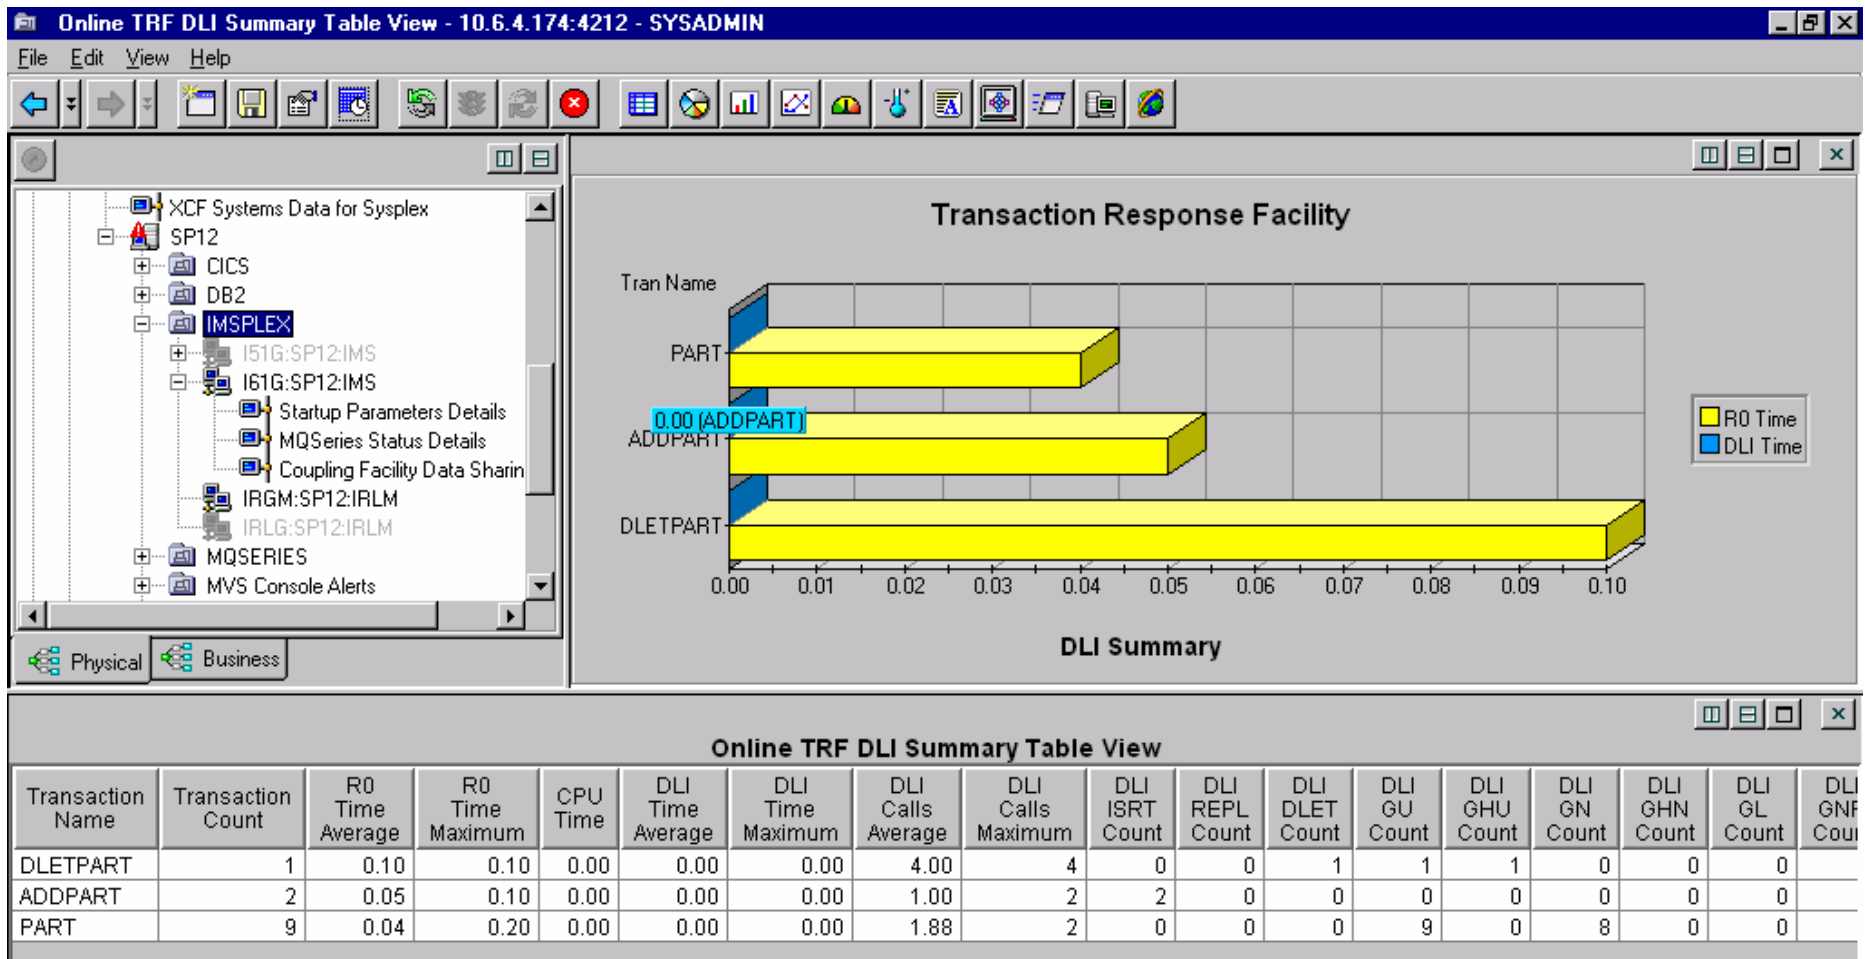 Online TRF DLI Summary Table View - 10.6.4.174:4212 - SYSADMIN
File Edit View Help
XCF Systems Data for Sysplex
SP12
CICS
DB2
IMSPLEX
I51G:SP12:IMS
I61G:SP12:IMS
Startup Parameters Details
MQSeries Status Details
Coupling Facility Data Sharin
IRGM:SP12:IRLM
IRLG:SP12:IRLM
MQSERIES
MVS Console Alerts
Physical Business
Transaction Response Facility
Tran Name
PART
0.00 (ADDPART)
ADDPART
DLETPART
0.00 0.01 0.02 0.03 0.04 0.05 0.06 0.07 0.08 0.09 0.10
DLI Summary
R0 Time
DLI Time
Online TRF DLI Summary Table View
Transaction Name Transaction Count R0 Time Average R0 Time Maximum CPU Time DLI Time Average DLI Time Maximum DLI Calls Average DLI Calls Maximum DLI ISRT Count DLI REPL Count DLI DLET Count DLI GU Count DLI GHU Count DLI GN Count DLI GHN Count DLI GL Count
DLETPART 1 0.10 0.10 0.00 0.00 0.00 4.00 4 0 0 1 1 1 0 0 0
ADDPART 2 0.05 0.10 0.00 0.00 0.00 1.00 2 2 0 0 0 0 0 0 0
PART 9 0.04 0.20 0.00 0.00 0.00 1.88 2 0 0 0 9 0 8 0 0